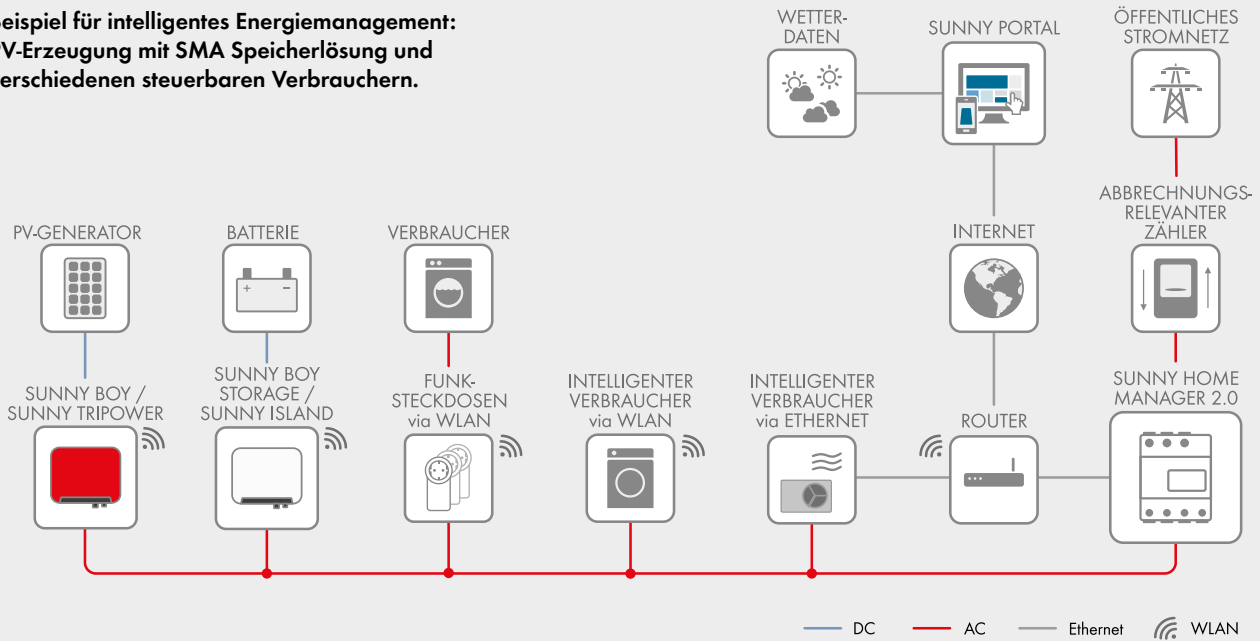 eispiel für intelligentes Energiemanagement:
V-Erzeugung mit SMA Speicherlösung und
erschiedenen steuerbaren Verbrauchern.
WETTER-
DATEN
SUNNY PORTAL
ÖFFENTLICHES
STROMNETZ
PV-GENERATOR
BATTERIE
VERBRAUCHER
INTERNET
ABBRECHNUNGS-
RELEVANTER
ZÄHLER
SUNNY BOY /
SUNNY TRIPOWER
SUNNY BOY
STORAGE /
SUNNY ISLAND
FUNK-
STECKDOSEN
via WLAN
INTELLIGENTER
VERBRAUCHER
via WLAN
INTELLIGENTER
VERBRAUCHER
via ETHERNET
ROUTER
SUNNY HOME
MANAGER 2.0
DC
AC
Ethernet
WLAN